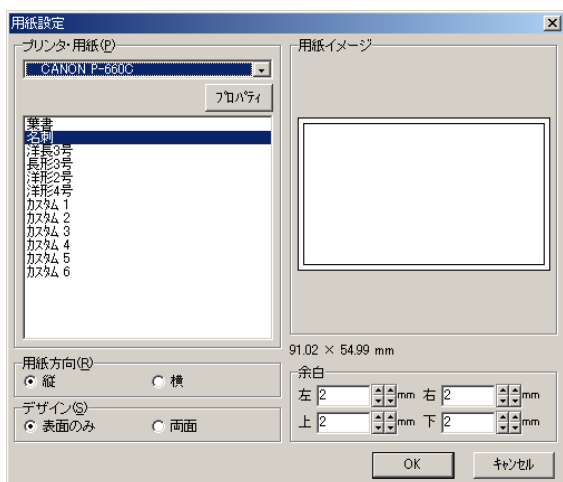 用紙設定
プリンタ・用紙(P)
CANON P-660C
プロパティ
葉書
名刺
洋長3号
長形3号
洋形2号
洋形4号
カスタム 1
カスタム 2
カスタム 3
カスタム 4
カスタム 5
カスタム 6
用紙方向(R)
縦 横
デザイン(S)
表面のみ 両面
用紙イメージ
91.02 × 54.99 mm
余白
左 2 mm 右 2 mm
上 2 mm 下 2 mm
OK キャンセル